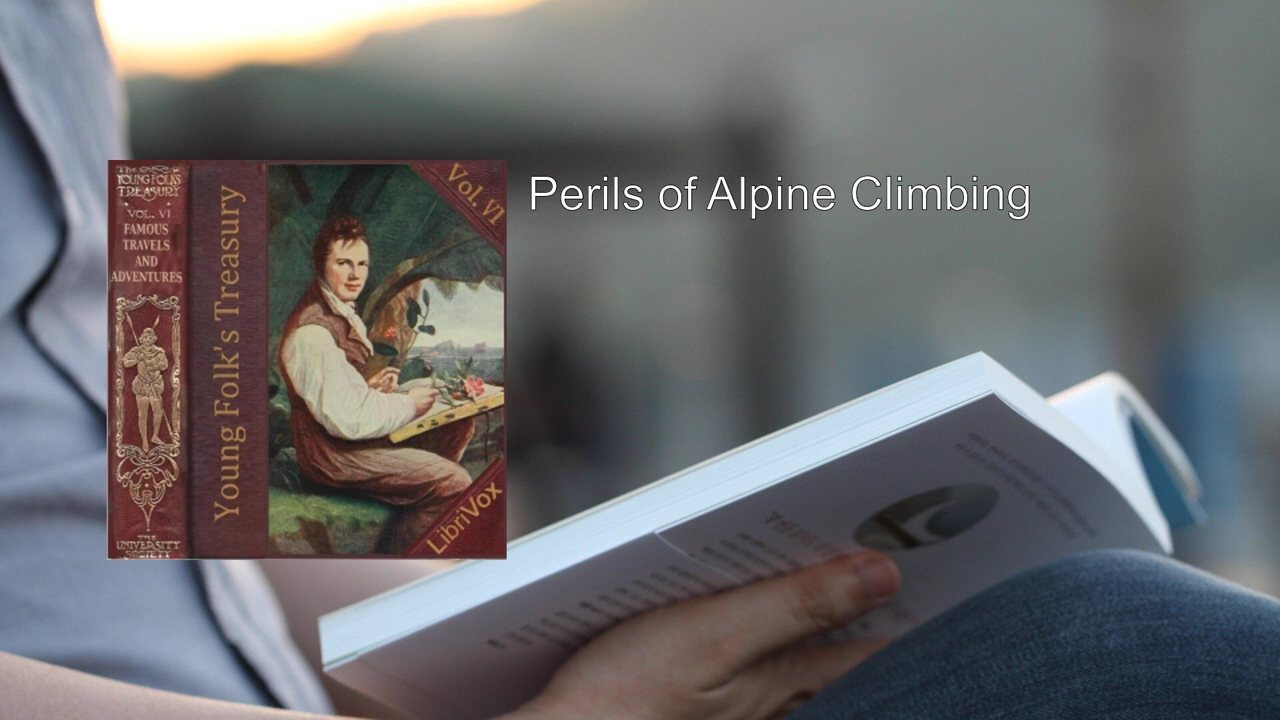 THE
YOUNG FOLKS
TREASURY
VOL. VI
FAMOUS
TRAVELS
AND
ADVENTURES
THE
UNIVERSITY
SOCIETY
Young Folk's Treasury
Vol. VI
LibriVox
Perils of Alpine Climbing